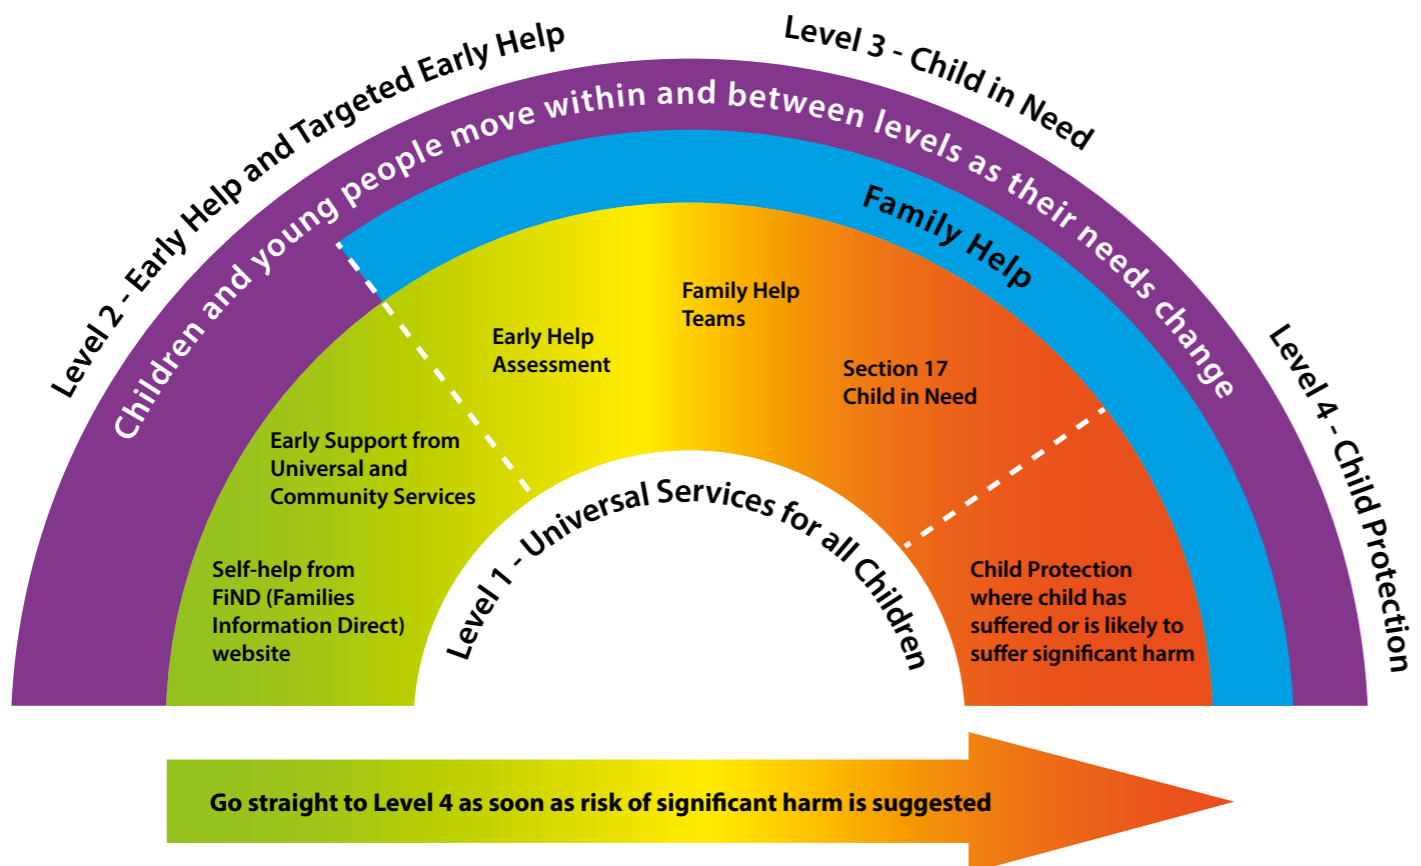 Level 2 - Early Help and Targeted Early Help
Level 3 - Child in Need
Level 4 - Child Protection
Children and young people move within and between levels as their needs change
Family Help
Self-help from
FiND (Families
Information Direct)
website
Early Support from
Universal and
Community Services
Early Help
Assessment
Family Help
Teams
Section 17
Child in Need
Child Protection
where child has
suffered or is likely to
suffer significant harm
Level 1 - Universal Services for all Children
Go straight to Level 4 as soon as risk of significant harm is suggested